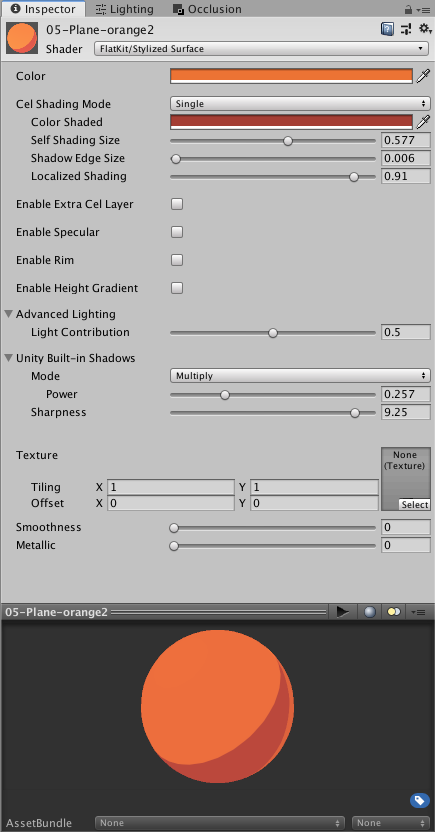 Inspector Lighting Occlusion
05-Plane-orange2
Shader FlatKit/Stylized Surface
Color
Cel Shading Mode Single
Color Shaded
Self Shading Size 0.577
Shadow Edge Size 0.006
Localized Shading 0.91
Enable Extra Cel Layer
Enable Specular
Enable Rim
Enable Height Gradient
Advanced Lighting
Light Contribution 0.5
Unity Built-in Shadows
Mode Multiply
Power 0.257
Sharpness 9.25
Texture None
(Texture)
Tiling X 1 Y 1
Offset X 0 Y 0 Select
Smoothness 0
Metallic 0
05-Plane-orange2
AssetBundle None None